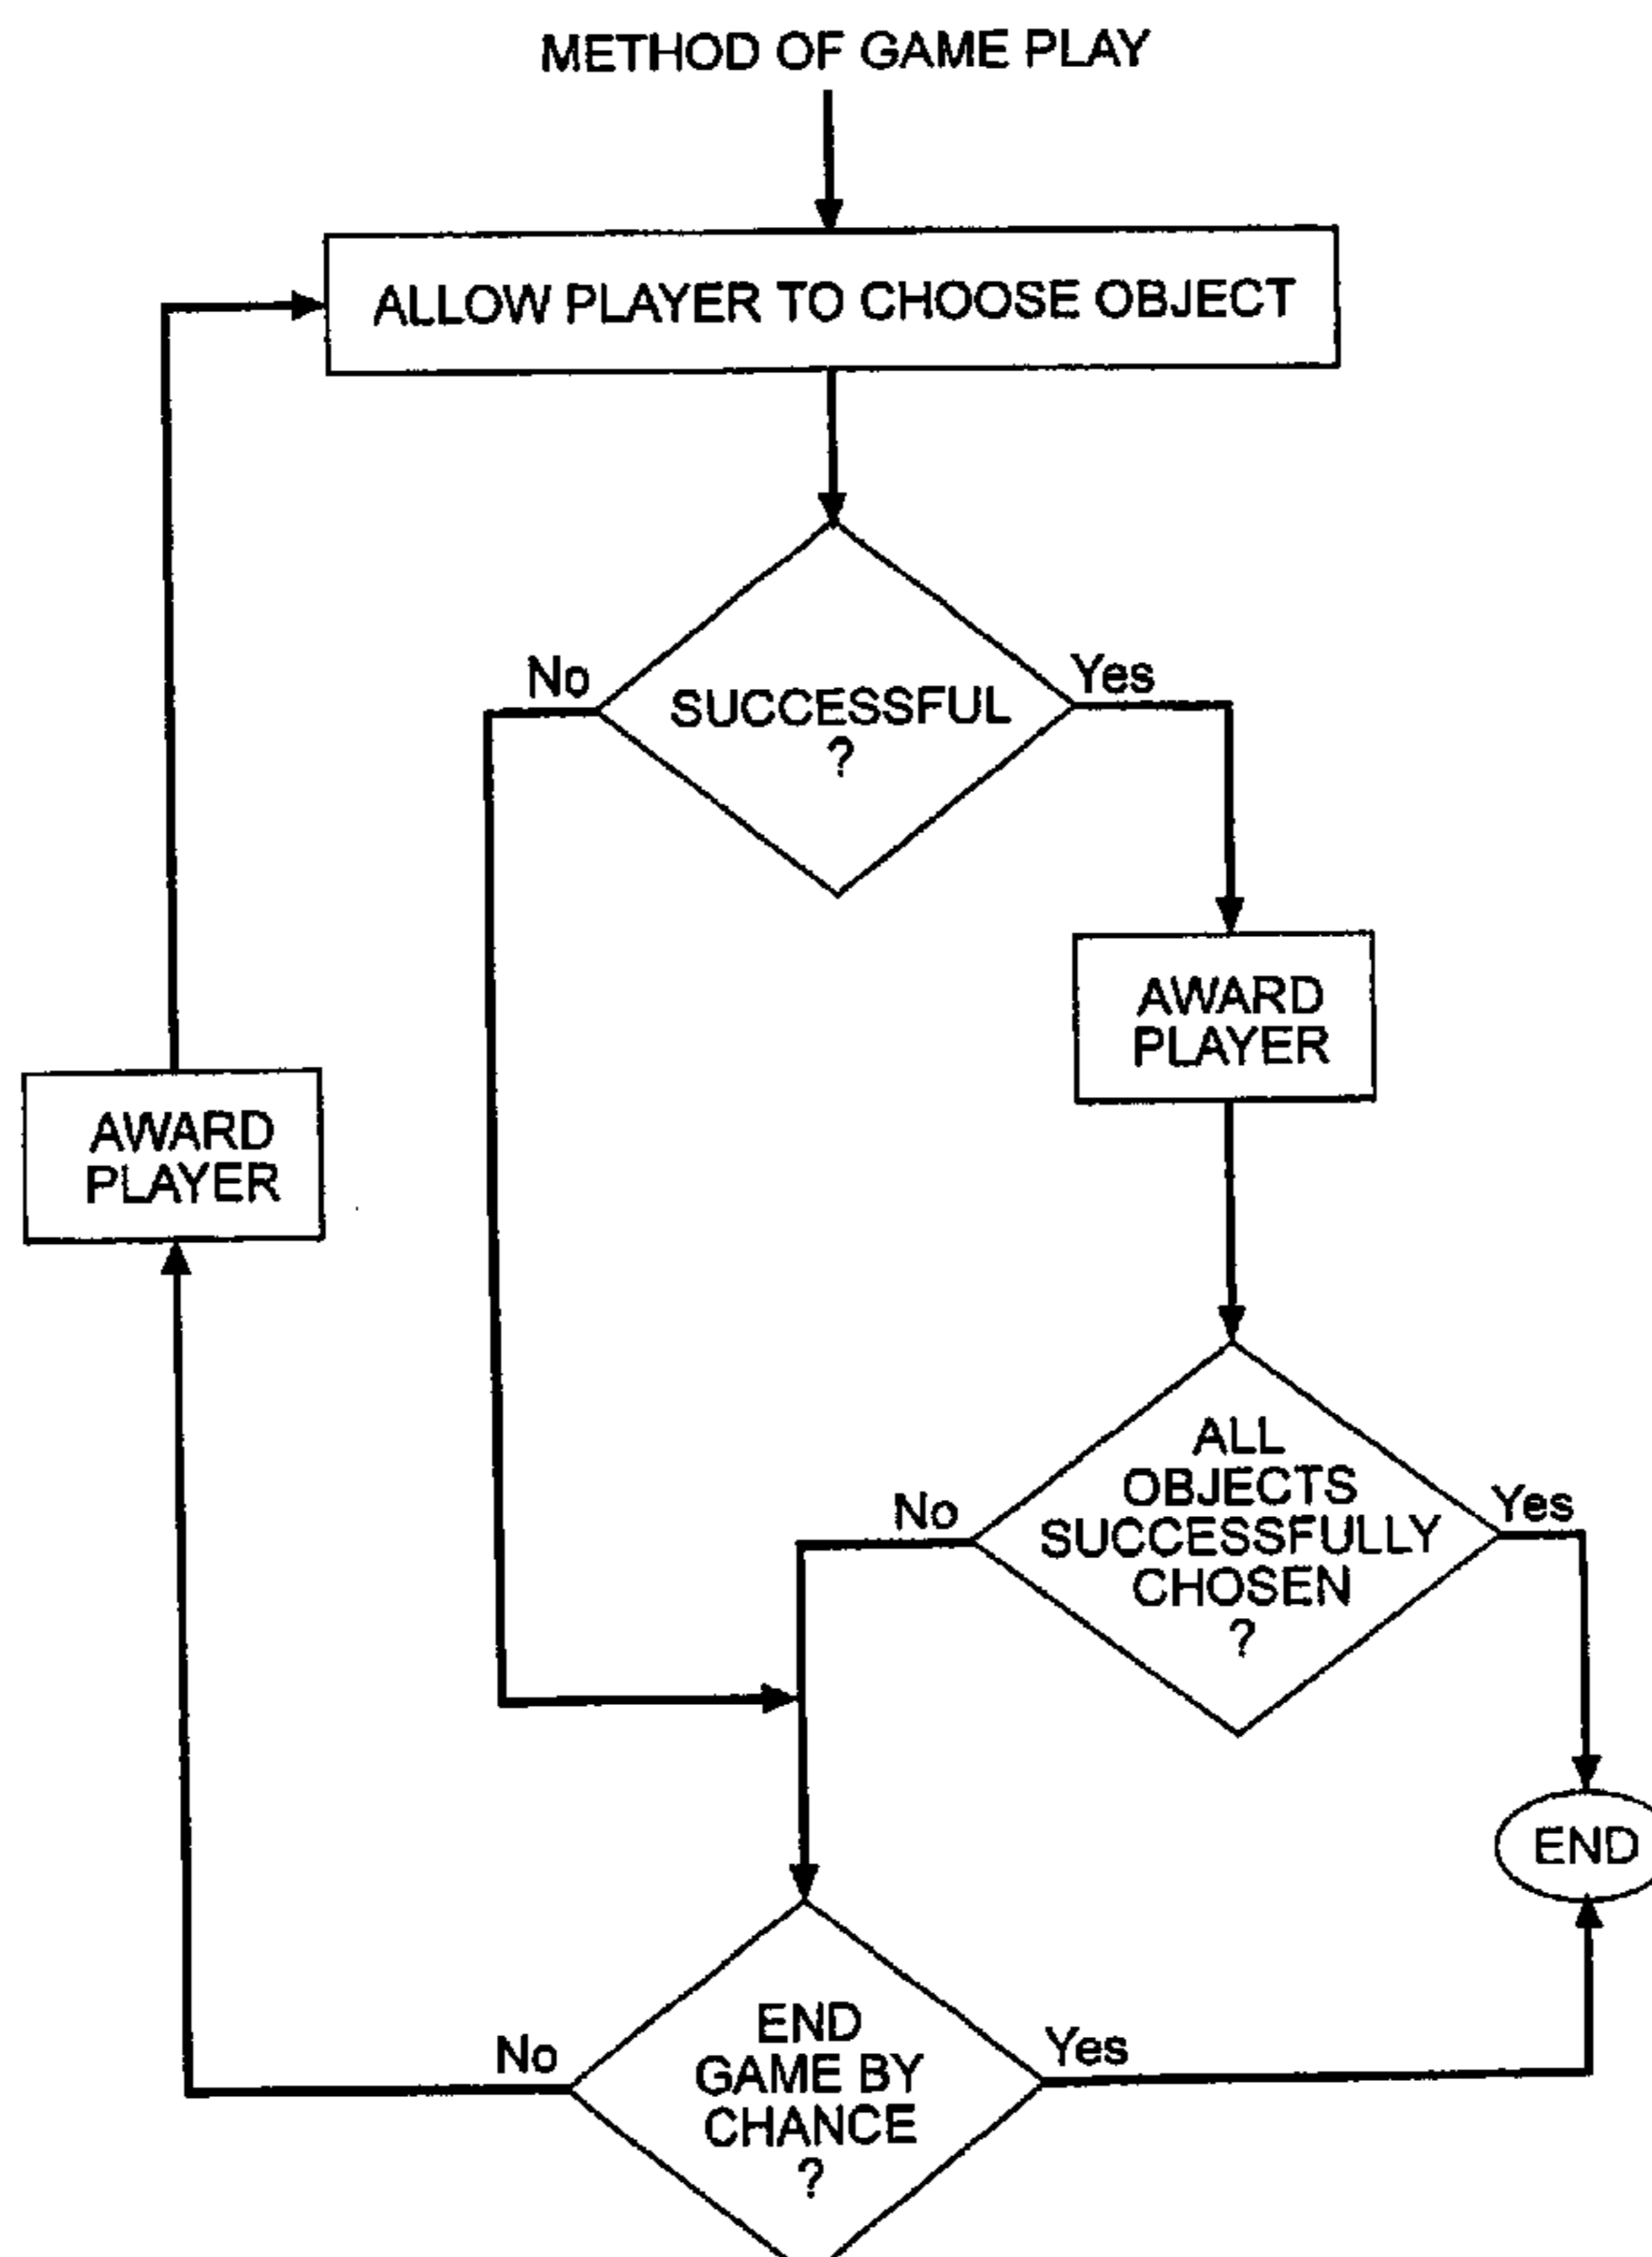 METHOD OF GAME PLAY
ALLOW PLAYER TO CHOOSE OBJECT
No
Yes
SUCCESSFUL
?
AWARD
PLAYER
AWARD
PLAYER
ALL
OBJECTS
SUCCESSFULLY
CHOSEN
?
No
Yes
END
END
GAME BY
CHANCE
?
No
Yes